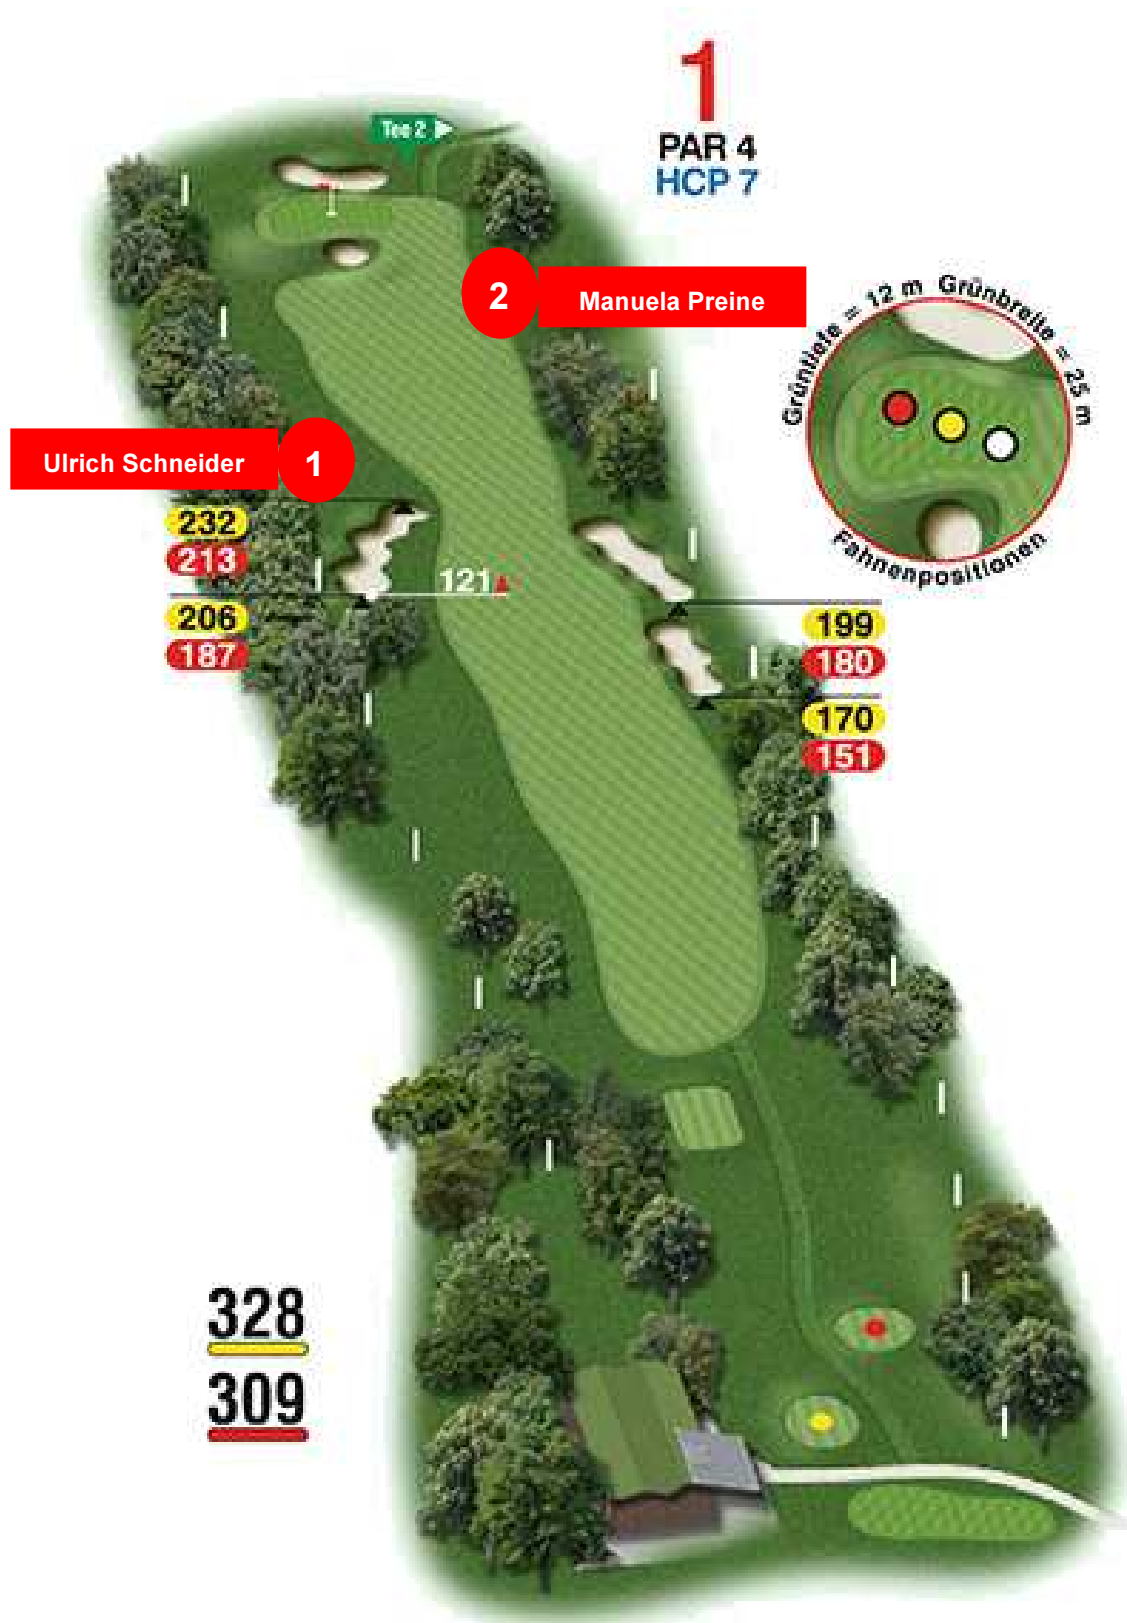 1
PAR 4
HCP 7
Tee 2
2 Manuela Preine
Grüntiefe = 12 m Grünbreite = 25 m
Fahnenpositionen
Ulrich Schneider 1
232
213
121
206
187
199
180
170
151
328
309